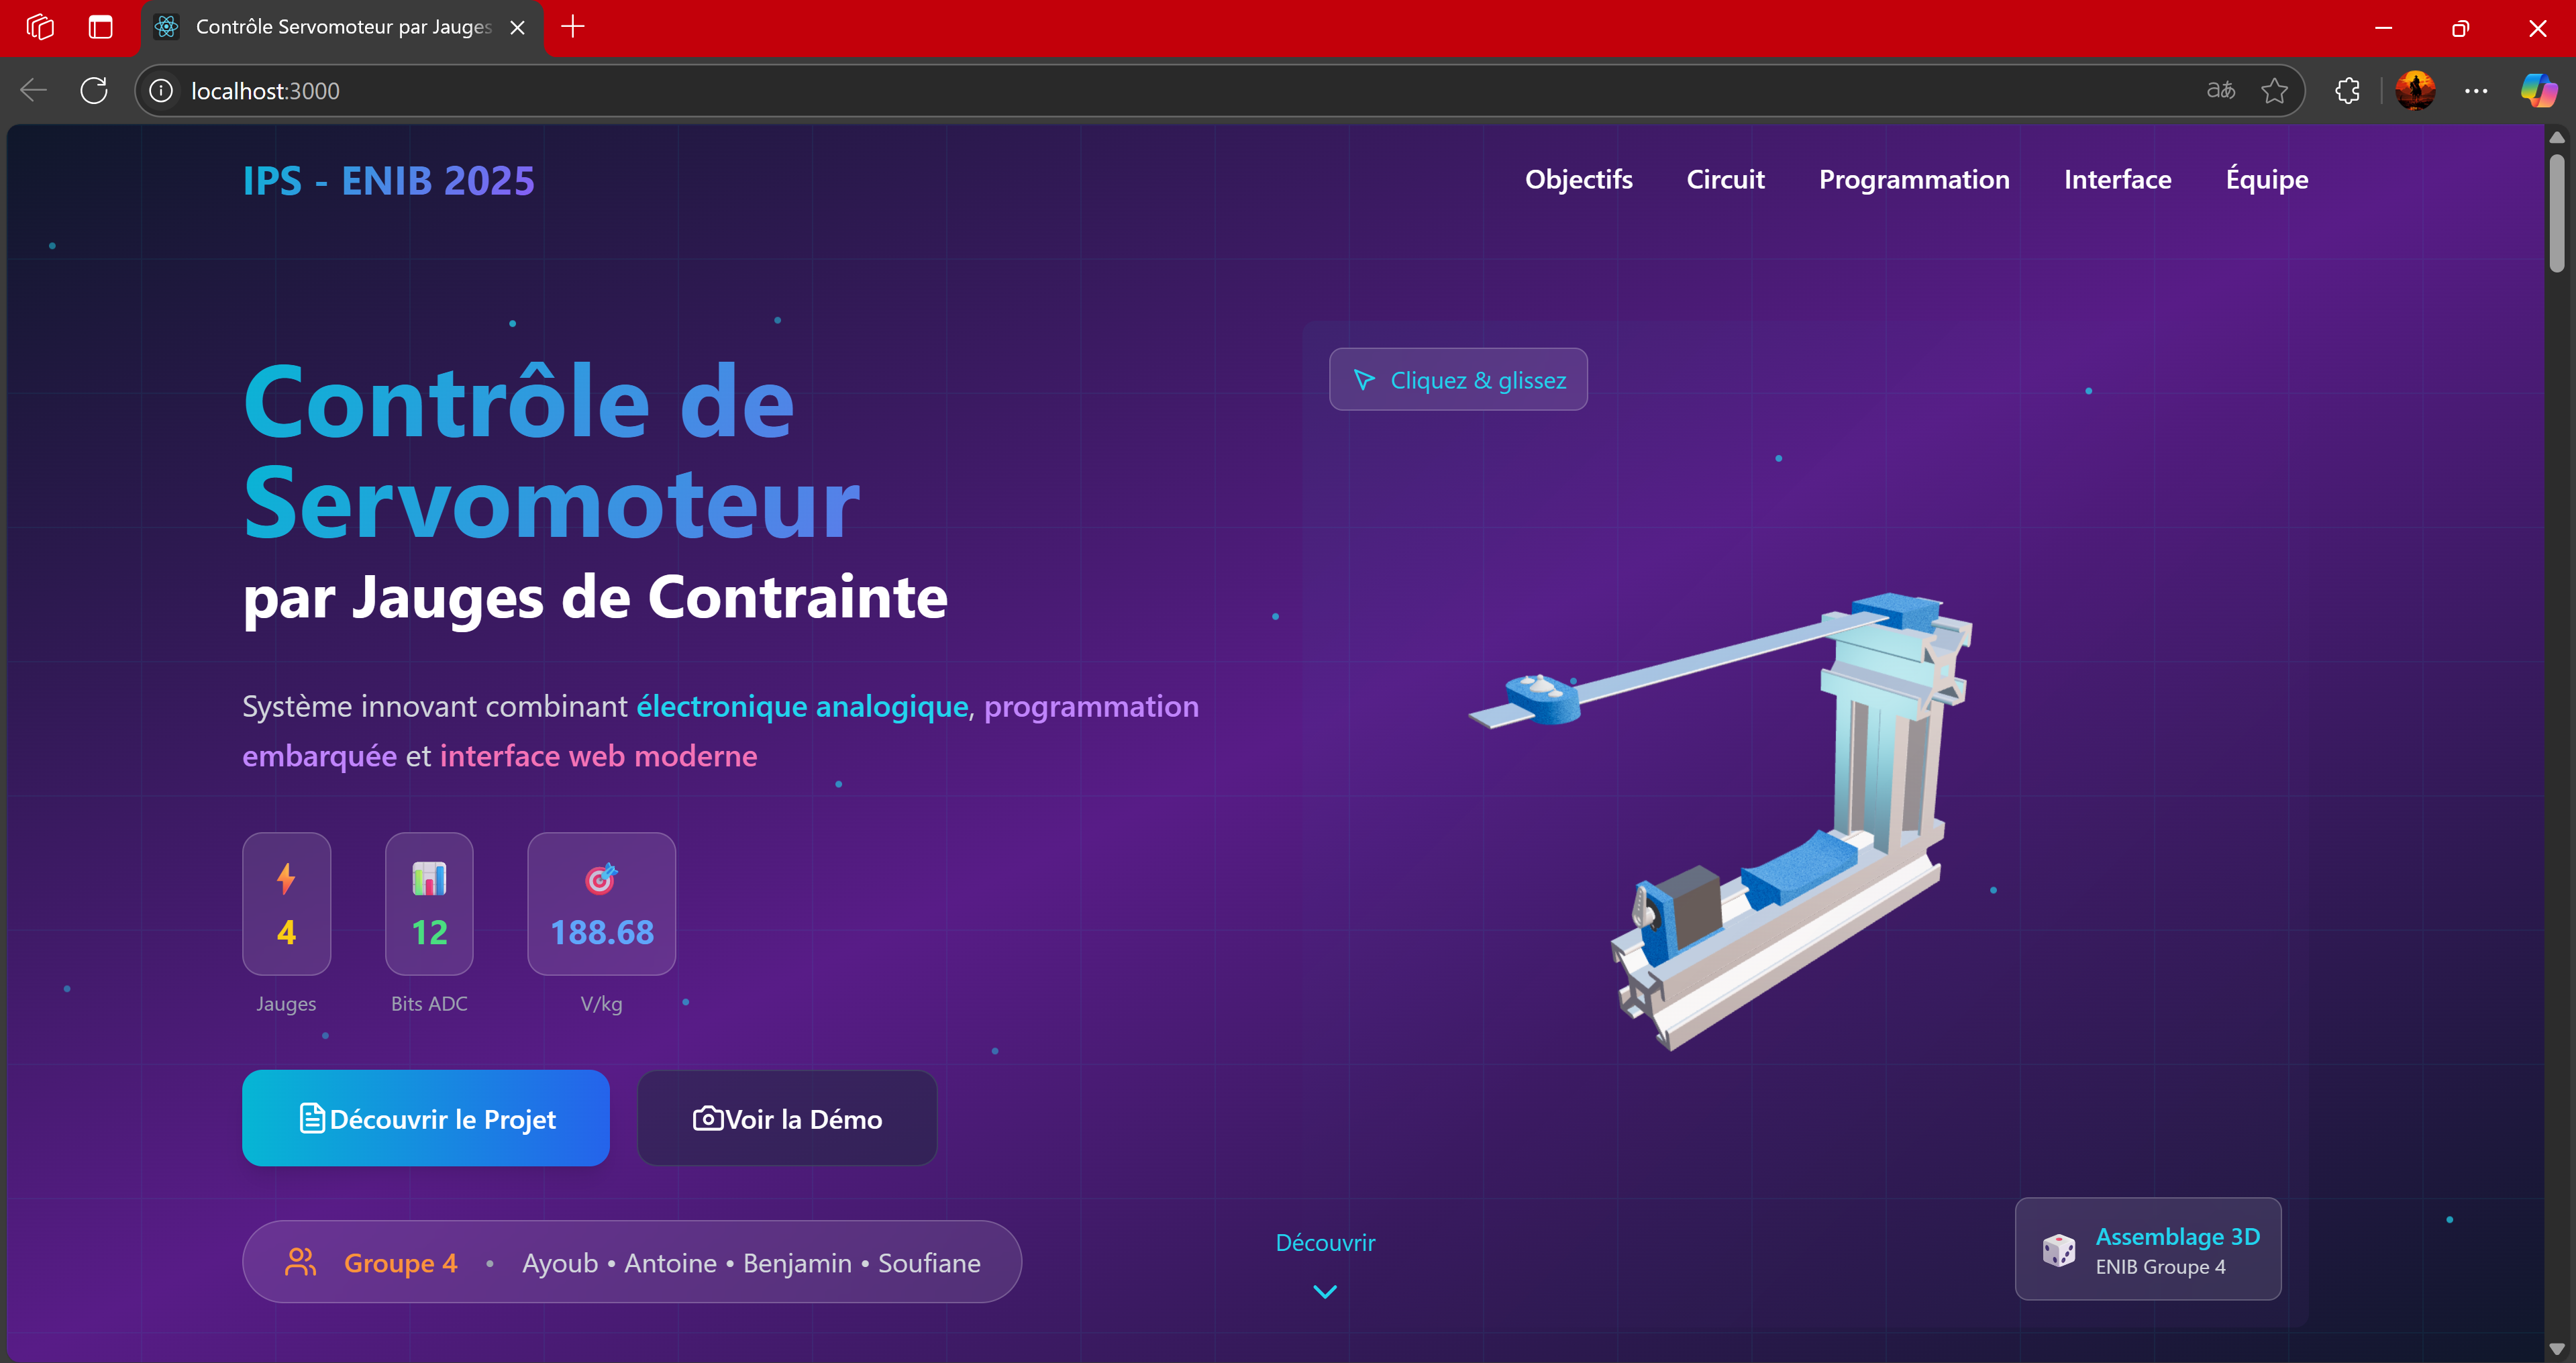 Contrôle Servomoteur par Jauges
localhost:3000
IPS - ENIB 2025
Objectifs
Circuit
Programmation
Interface
Équipe
Contrôle de
Servomoteur
par Jauges de Contrainte
Cliquez & glissez
Système innovant combinant électronique analogique, programmation
embarquée et interface web moderne
4
Jauges
12
Bits ADC
188.68
V/kg
Découvrir le Projet
Voir la Démo
Groupe 4 • Ayoub • Antoine • Benjamin • Soufiane
Découvrir
Assemblage 3D
ENIB Groupe 4